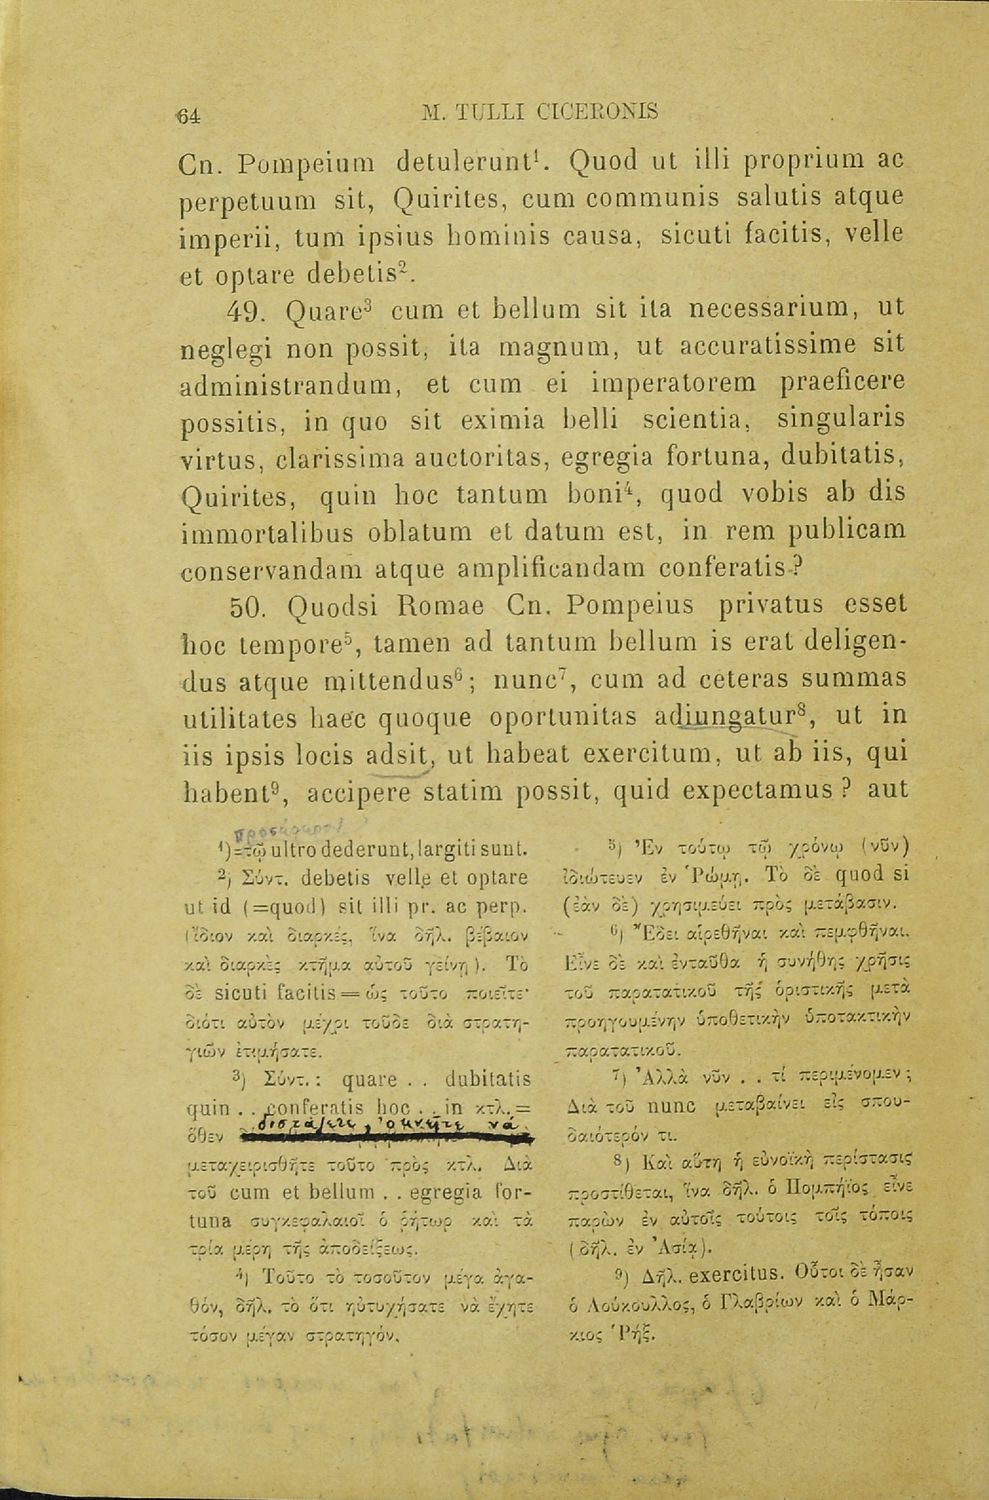 64
M. TULLI CICERONIS
Cn. Pompeium detulerunt¹. Quod ut illi proprium ac
perpetuum sit, Quirites, cum communis salutis atque
imperii, tum ipsius hominis causa, sicuti facitis, velle
et optare debetis².
49. Quare³ cum et bellum sit ita necessarium, ut
neglegi non possit, ita magnum, ut accuratissime sit
administrandum, et cum ei imperatorem praeficere
possitis, in quo sit eximia belli scientia, singularis
virtus, clarissima auctoritas, egregia fortuna, dubitatis,
Quirites, quin hoc tantum boni⁴, quod vobis ab dis
immortalibus oblatum et datum est, in rem publicam
conservandam atque amplificandam conferatis?
50. Quodsi Romae Cn. Pompeius privatus esset
hoc tempore⁵, tamen ad tantum bellum is erat deligen-
dus atque mittendus⁶; nunc⁷, cum ad ceteras summas
utilitates haec quoque oportunitas adiungatur⁸, ut in
iis ipsis locis adsit, ut habeat exercitum, ut ab iis, qui
habent⁹, accipere statim possit, quid expectamus? aut
¹)=τῷ ultro dederunt, largiti sunt.
²) Σύντ. debetis velle et optare
ut id (=quod) sit illi pr. ac perp.
(ἴδιον καὶ διαρκές, ἵνα δῆλ. βέβαιον
καὶ διαρκὲς κτῆμα αὐτοῦ γείνῃ). Τὸ
δὲ sicuti facitis = ὡς τοῦτο ποιεῖτε·
διότι αὐτὸν μέχρι τοῦδε διὰ στρατη-
γιῶν ἐτιμήσατε.
³) Σύντ.: quare . . dubitatis
quin . . conferatis hoc . . in κτλ. =
διστάζετε, ὀκνεῖτε νὰ
ὅθεν
μεταχειρισθῆτε τοῦτο πρὸς κτλ. Διὰ
τοῦ cum et bellum . . egregia for-
tuna συγκεφαλαιοῖ ὁ ῥήτωρ καὶ τὰ
τρία μέρη τῆς ἀποδείξεως.
⁴) Τοῦτο τὸ τοσοῦτον μέγα ἀγα-
θόν, δῆλ. τὸ ὅτι ηὐτυχήσατε νὰ ἔχητε
τόσον μέγαν στρατηγόν.
⁵) Ἐν τούτῳ τῷ χρόνῳ (νῦν)
ἰδιώτευεν ἐν Ῥώμῃ. Τὸ δὲ quod si
(ἐὰν δὲ) χρησιμεύει πρὸς μετάβασιν.
⁶) Ἔδει αἱρεθῆναι καὶ πεμφθῆναι.
Εἶνε δὲ καὶ ἐνταῦθα ἡ συνήθης χρῆσις
τοῦ παρατατικοῦ τῆς ὁριστικῆς μετὰ
προηγουμένην ὑποθετικὴν ὑποτακτικὴν
παρατατικοῦ.
⁷) Ἀλλὰ νῦν . . τί περιμένομεν;
Διὰ τοῦ nunc μεταβαίνει εἰς σπου-
δαιότερόν τι.
⁸) Καὶ αὕτη ἡ εὐνοϊκὴ περίστασις
προστίθεται, ἵνα δῆλ. ὁ Πομπήϊος εἶνε
παρὼν ἐν αὐτοῖς τούτοις τοῖς τόποις
(δῆλ. ἐν Ἀσίᾳ).
⁹) Δῆλ. exercitus. Οὗτοι δὲ ἦσαν
ὁ Λούκουλλος, ὁ Γλαβρίων καὶ ὁ Μάρ-
κιος Ῥήξ.